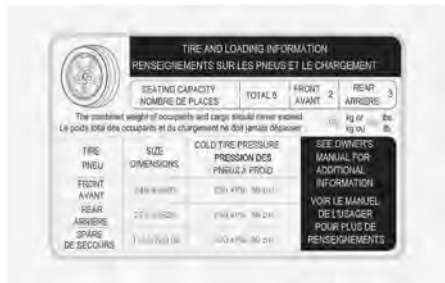 TIRE AND LOADING INFORMATION
RENSEIGNEMENTS SUR LES PNEUS ET LE CHARGEMENT
SEATING CAPACITY
NOMBRE DE PLACES
TOTAL 5
FRONT
AVANT
2
REAR
ARRIÈRE
3
The combined weight of occupants and cargo should never exceed kg or lbs.
Le poids total des occupants et du chargement ne doit jamais dépasser kg ou lb.
TIRE
PNEU
SIZE
DIMENSIONS
COLD TIRE PRESSURE
PRESSION DES
PNEUS À FROID
SEE OWNER'S
MANUAL FOR
ADDITIONAL
INFORMATION
VOIR LE MANUEL
DE L'USAGER
POUR PLUS DE
RENSEIGNEMENTS
FRONT
AVANT
REAR
ARRIÈRE
SPARE
DE SECOURS